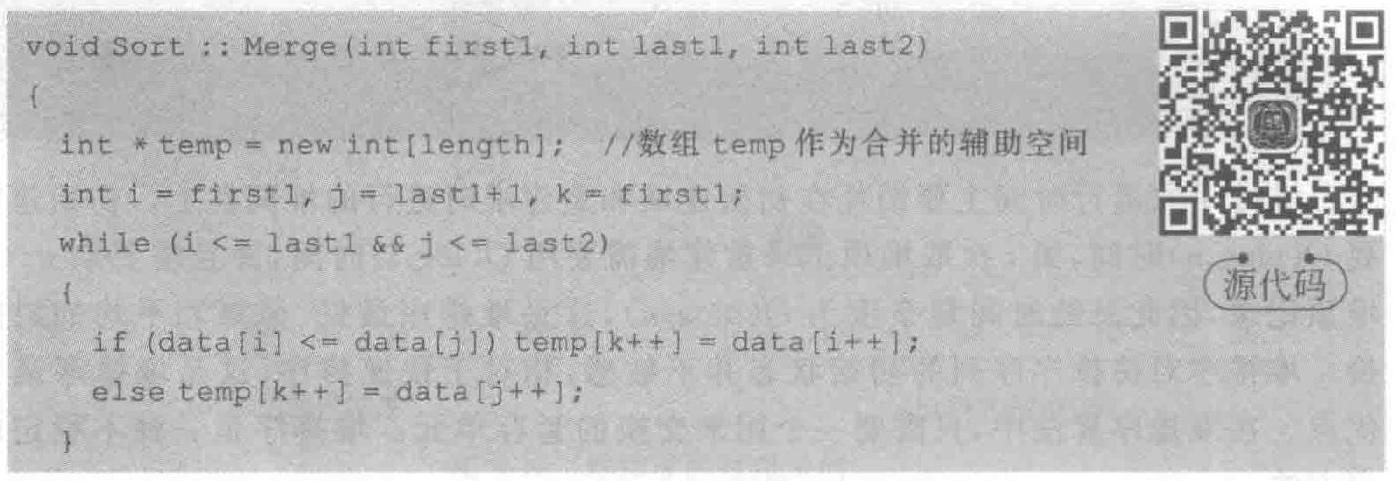 void Sort :: Merge(int first1, int last1, int last2)
{
int * temp = new int[length]; //数组 temp 作为合并的辅助空间
int i = first1, j = last1+1, k = first1;
while (i <= last1 && j <= last2)
{
if (data[i] <= data[j]) temp[k++] = data[i++];
else temp[k++] = data[j++];
}
源代码